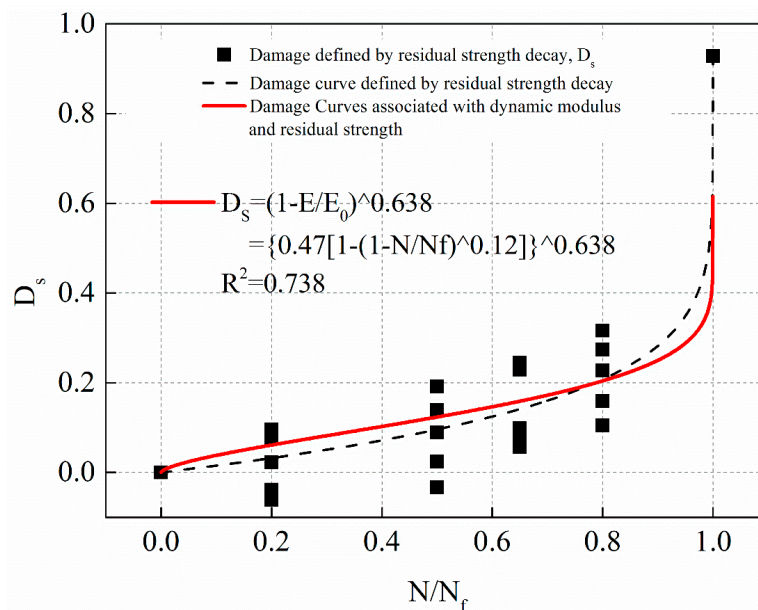 1.0
Damage defined by residual strength decay, Dₛ
Damage curve defined by residual strength decay
Damage Curves associated with dynamic modulus
and residual strength
0.8
0.6
D_S=(1-E/E₀)^0.638
={0.47[1-(1-N/Nf)^0.12]}^0.638
R²=0.738
0.4
Dₛ
0.2
0.0
0.0 0.2 0.4 0.6 0.8 1.0
N/N_f